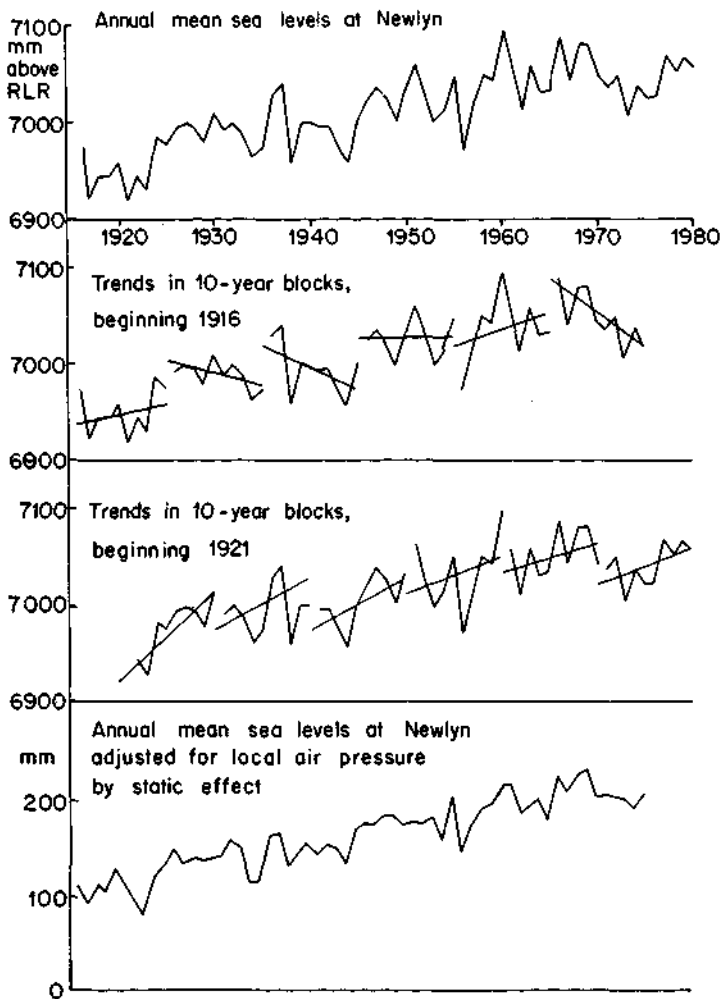 Annual mean sea levels at Newlyn
7100
mm
above
RLR
7000
6900
1920 1930 1940 1950 1960 1970 1980
7100
Trends in 10-year blocks,
beginning 1916
7000
6900
7100
Trends in 10-year blocks,
beginning 1921
7000
6900
Annual mean sea levels at Newlyn
mm adjusted for local air pressure
by static effect
200
100
0